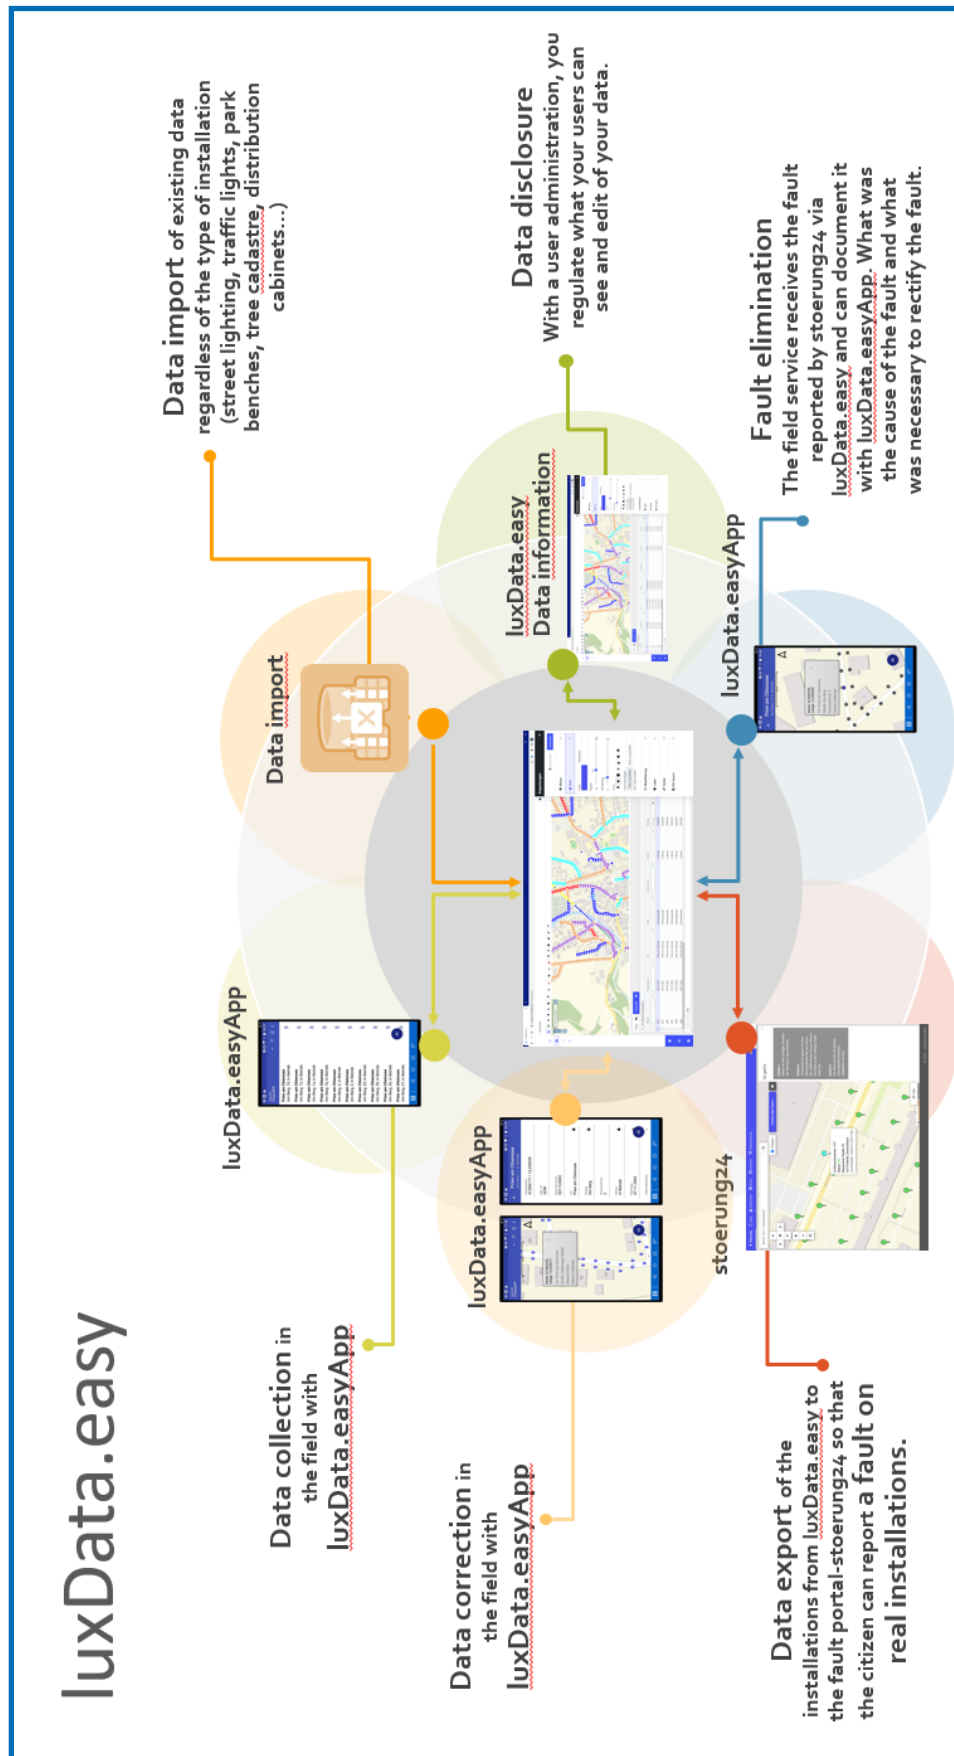 luxData.easy
Data collection in
the field with
luxData.easyApp
luxData.easyApp
Data import
Data import of existing data
regardless of the type of installation
(street lighting, traffic lights, park
benches, tree cadastre, distribution
cabinets...)
Data correction in
the field with
luxData.easyApp
luxData.easyApp
luxData.easy
Data information
Data disclosure
With a user administration, you
regulate what your users can
see and edit of your data.
Data export of the
installations from luxData.easy to
the fault portal-stoerung24 so that
the citizen can report a fault on
real installations.
stoerung24
luxData.easyApp
Fault elimination
The field service receives the fault
reported by stoerung24 via
luxData.easy and can document it
with luxData.easyApp. What was
the cause of the fault and what
was necessary to rectify the fault.